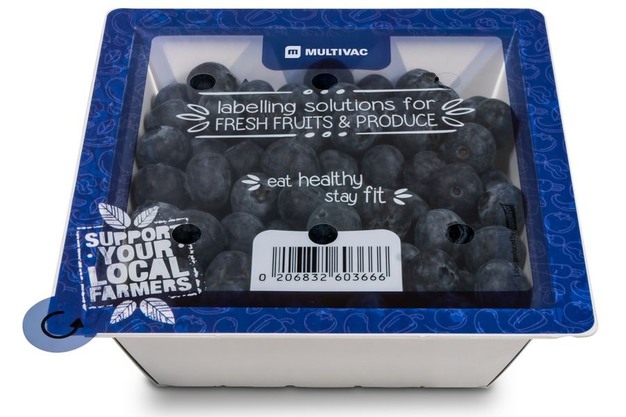 m MULTIVAC
labelling solutions for
FRESH FRUITS & PRODUCE
eat healthy
stay fit
SUPPORT
YOUR
LOCAL
FARMERS
0 206832 603666